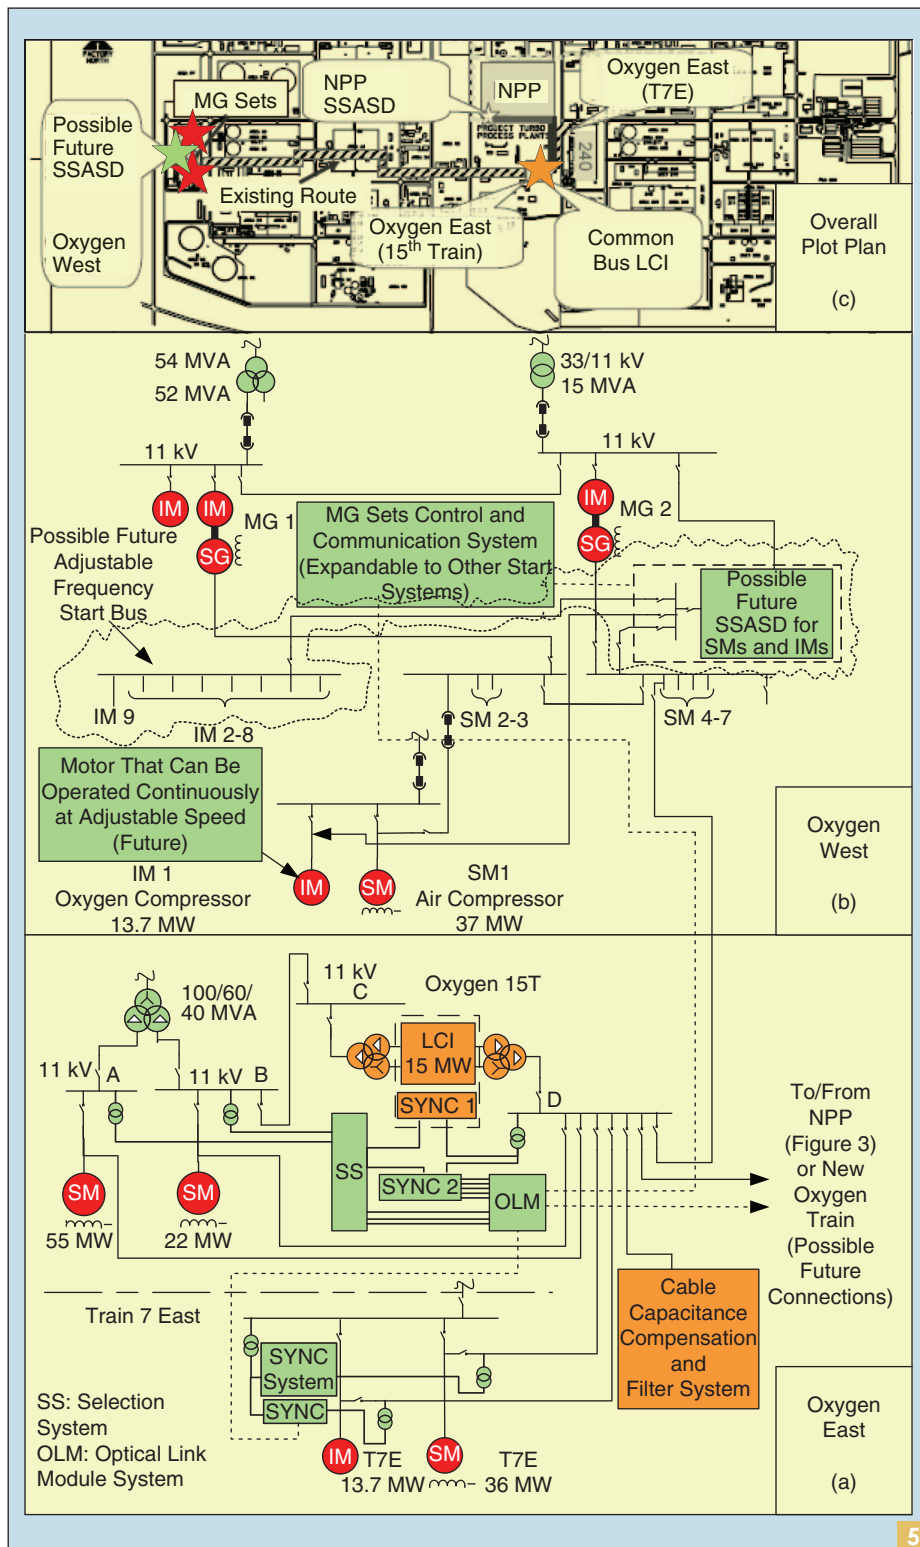 FACTORY
NORTH
MG Sets
NPP
SSASD
NPP
Oxygen East
(T7E)
Possible
Future
SSASD
Oxygen
West
PROJECT TURBO
PROCESS PLANTS
240
Existing Route
Oxygen East
(15th Train)
Common
Bus LCI
Overall
Plot Plan
(c)
54 MVA
52 MVA
33/11 kV
15 MVA
11 kV
11 kV
IM
IM
SG
MG 1
IM
SG
MG 2
MG Sets Control and
Communication System
(Expandable to Other Start
Systems)
Possible Future
Adjustable
Frequency
Start Bus
Possible
Future
SSASD for
SMs and IMs
IM 9
IM 2-8
SM 2-3
SM 4-7
Motor That Can Be
Operated Continuously
at Adjustable Speed
(Future)
IM 1
Oxygen Compressor
13.7 MW
IM
SM
SM1
Air Compressor
37 MW
Oxygen
West
(b)
100/60/
40 MVA
11 kV
C
Oxygen 15T
LCI
15 MW
SYNC 1
11 kV
A
11 kV
B
D
SS
SYNC 2
OLM
SM
55 MW
SM
22 MW
To/From
NPP
(Figure 3)
or New
Oxygen
Train
(Possible
Future
Connections)
Train 7 East
Cable
Capacitance
Compensation
and
Filter System
SYNC
System
SYNC
SS: Selection
System
OLM: Optical Link
Module System
IM
T7E
13.7 MW
SM
T7E
36 MW
Oxygen
East
(a)
5